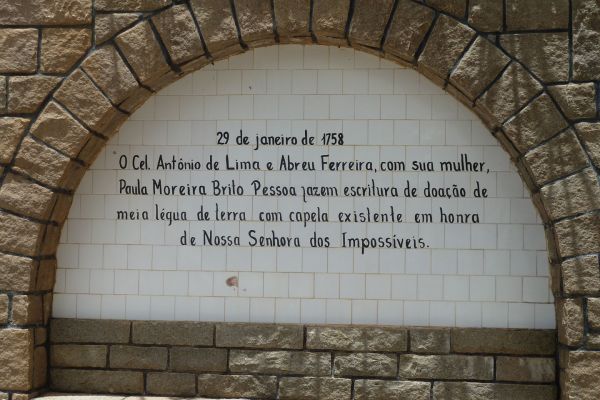 29 de janeiro de 1758
O Cel. Antônio de Lima e Abreu Ferreira, com sua mulher,
Paula Moreira Brito Pessoa fazem escritura de doação de
meia légua de terra com capela existente em honra
de Nossa Senhora dos Impossíveis.